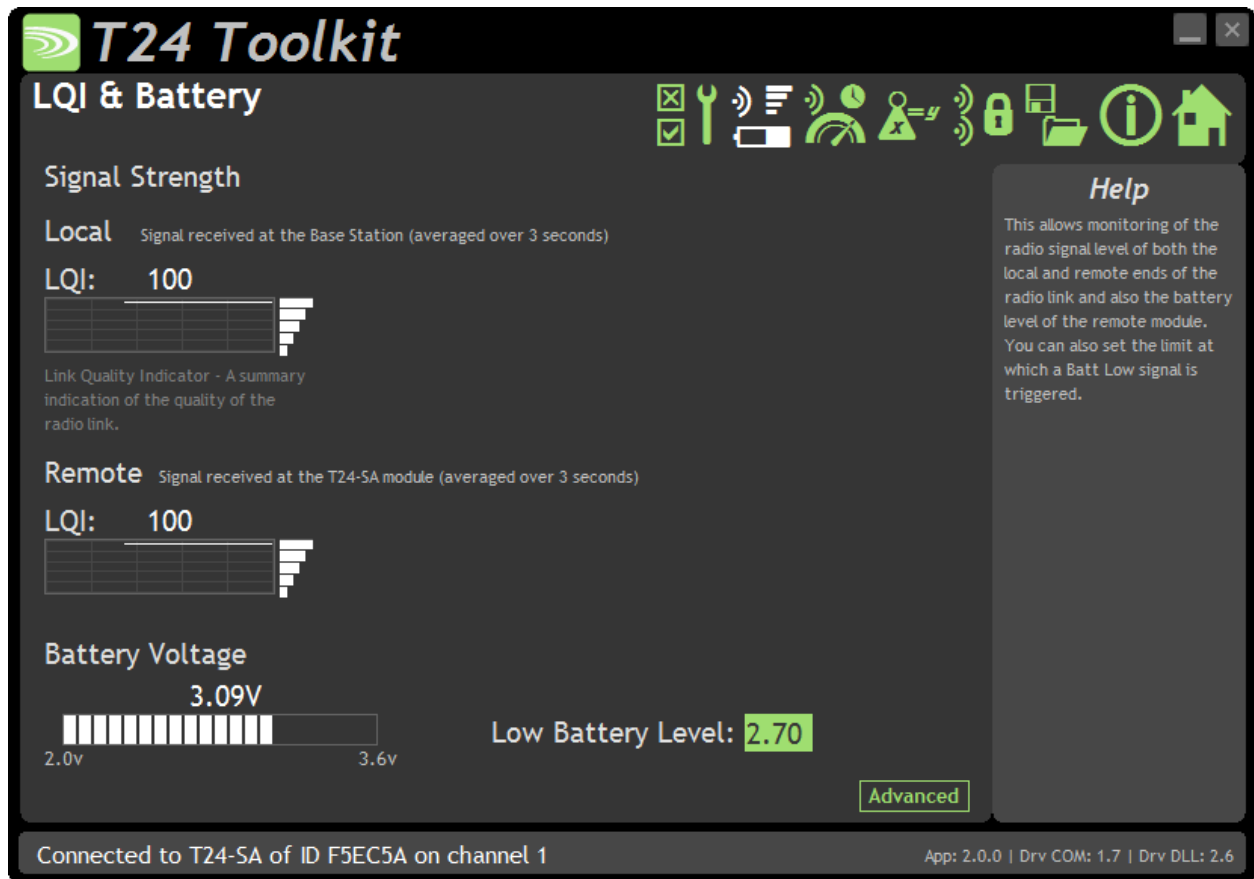 T24 Toolkit
LQI & Battery
x=y
Signal Strength
Local Signal received at the Base Station (averaged over 3 seconds)
LQI: 100
Link Quality Indicator - A summary
indication of the quality of the
radio link.
Remote Signal received at the T24-SA module (averaged over 3 seconds)
LQI: 100
Battery Voltage
3.09V
2.0v 3.6v
Low Battery Level: 2.70
Advanced
Help
This allows monitoring of the
radio signal level of both the
local and remote ends of the
radio link and also the battery
level of the remote module.
You can also set the limit at
which a Batt Low signal is
triggered.
Connected to T24-SA of ID F5EC5A on channel 1
App: 2.0.0 | Drv COM: 1.7 | Drv DLL: 2.6